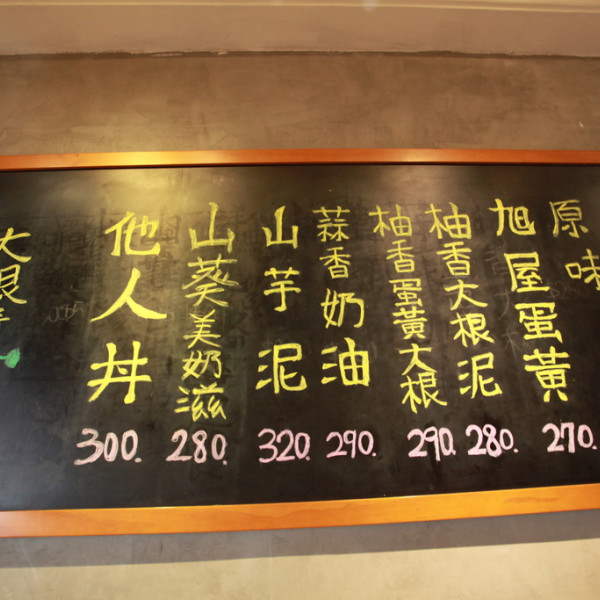 原味
旭屋蛋黃
270.
柚香大根泥
280.
柚香蛋黃大根
290.
蒜香奶油
290.
山芋泥
320.
山葵美奶滋
280.
他人丼
300.
大根